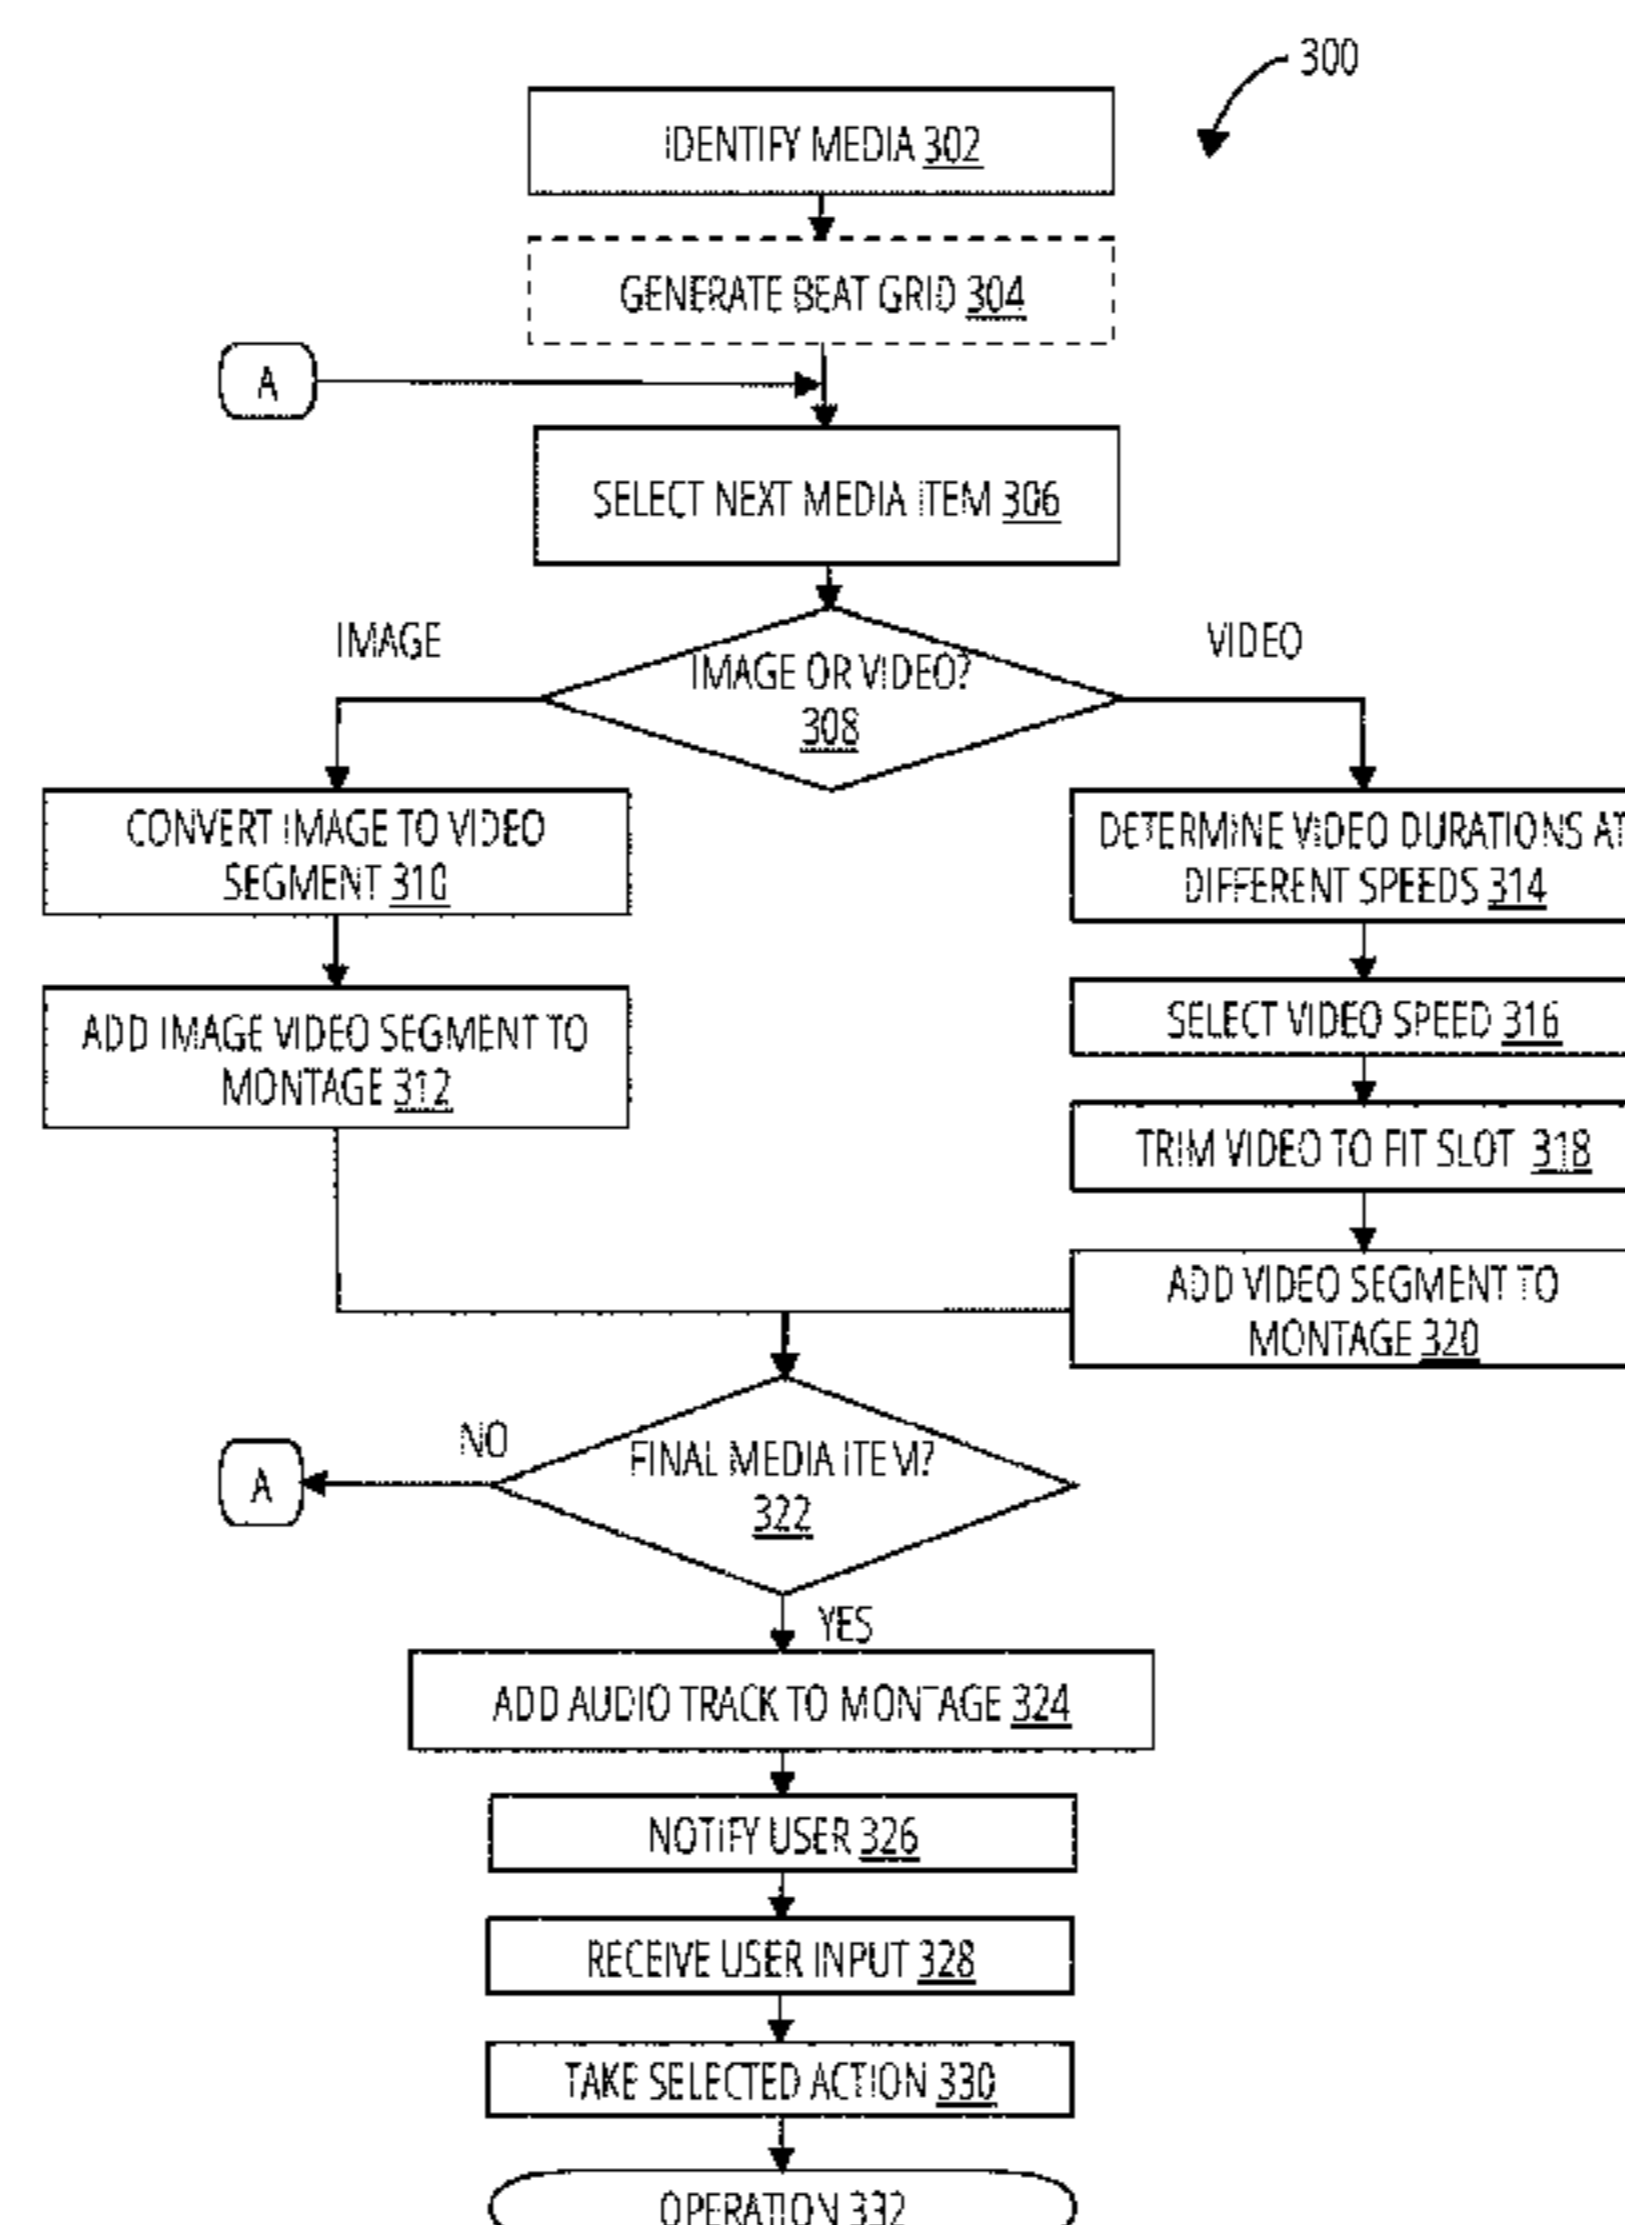 300
IDENTIFY MEDIA 302
GENERATE BEAT GRID 304
A
SELECT NEXT MEDIA ITEM 306
IMAGE
VIDEO
IMAGE OR VIDEO?
308
CONVERT IMAGE TO VIDEO
SEGMENT 310
ADD IMAGE VIDEO SEGMENT TO
MONTAGE 312
DETERMINE VIDEO DURATIONS AT
DIFFERENT SPEEDS 314
SELECT VIDEO SPEED 316
TRIM VIDEO TO FIT SLOT 318
ADD VIDEO SEGMENT TO
MONTAGE 320
NO
FINAL MEDIA ITEM?
322
A
YES
ADD AUDIO TRACK TO MONTAGE 324
NOTIFY USER 326
RECEIVE USER INPUT 328
TAKE SELECTED ACTION 330
OPERATION 332